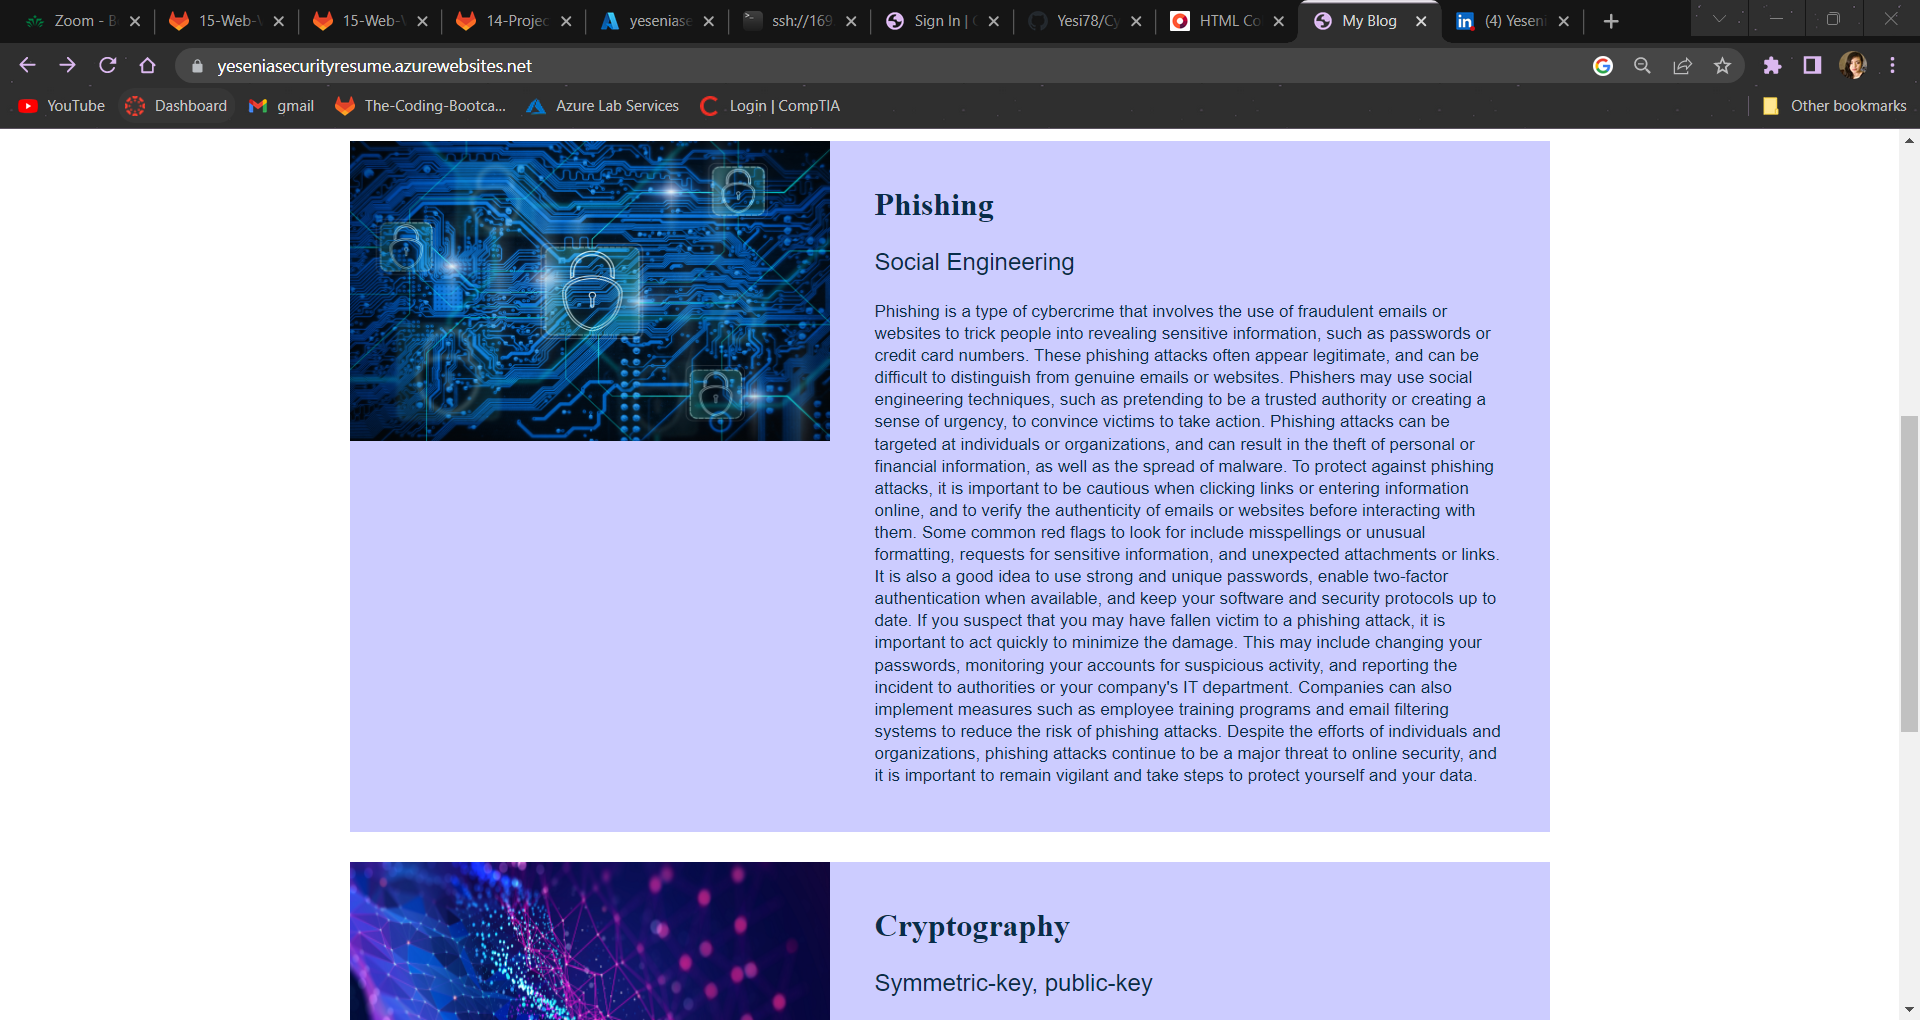 Zoom - B
15-Web-
15-Web-
14-Projec
yeseniase
ssh://169
Sign In |
Yesi78/Cy
HTML Co
My Blog
(4) Yeseni
yeseniasecurityresume.azurewebsites.net
YouTube
Dashboard
gmail
The-Coding-Bootca...
Azure Lab Services
Login | CompTIA
Other bookmarks
Phishing
Social Engineering
Phishing is a type of cybercrime that involves the use of fraudulent emails or
websites to trick people into revealing sensitive information, such as passwords or
credit card numbers. These phishing attacks often appear legitimate, and can be
difficult to distinguish from genuine emails or websites. Phishers may use social
engineering techniques, such as pretending to be a trusted authority or creating a
sense of urgency, to convince victims to take action. Phishing attacks can be
targeted at individuals or organizations, and can result in the theft of personal or
financial information, as well as the spread of malware. To protect against phishing
attacks, it is important to be cautious when clicking links or entering information
online, and to verify the authenticity of emails or websites before interacting with
them. Some common red flags to look for include misspellings or unusual
formatting, requests for sensitive information, and unexpected attachments or links.
It is also a good idea to use strong and unique passwords, enable two-factor
authentication when available, and keep your software and security protocols up to
date. If you suspect that you may have fallen victim to a phishing attack, it is
important to act quickly to minimize the damage. This may include changing your
passwords, monitoring your accounts for suspicious activity, and reporting the
incident to authorities or your company's IT department. Companies can also
implement measures such as employee training programs and email filtering
systems to reduce the risk of phishing attacks. Despite the efforts of individuals and
organizations, phishing attacks continue to be a major threat to online security, and
it is important to remain vigilant and take steps to protect yourself and your data.
Cryptography
Symmetric-key, public-key